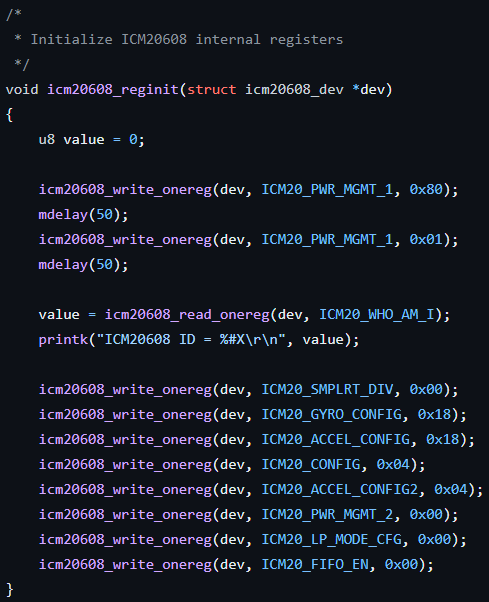 /*
 * Initialize ICM20608 internal registers
 */
void icm20608_reginit(struct icm20608_dev *dev)
{
    u8 value = 0;

    icm20608_write_onereg(dev, ICM20_PWR_MGMT_1, 0x80);
    mdelay(50);
    icm20608_write_onereg(dev, ICM20_PWR_MGMT_1, 0x01);
    mdelay(50);

    value = icm20608_read_onereg(dev, ICM20_WHO_AM_I);
    printk("ICM20608 ID = %#X\r\n", value);

    icm20608_write_onereg(dev, ICM20_SMPLRT_DIV, 0x00);
    icm20608_write_onereg(dev, ICM20_GYRO_CONFIG, 0x18);
    icm20608_write_onereg(dev, ICM20_ACCEL_CONFIG, 0x18);
    icm20608_write_onereg(dev, ICM20_CONFIG, 0x04);
    icm20608_write_onereg(dev, ICM20_ACCEL_CONFIG2, 0x04);
    icm20608_write_onereg(dev, ICM20_PWR_MGMT_2, 0x00);
    icm20608_write_onereg(dev, ICM20_LP_MODE_CFG, 0x00);
    icm20608_write_onereg(dev, ICM20_FIFO_EN, 0x00);
}